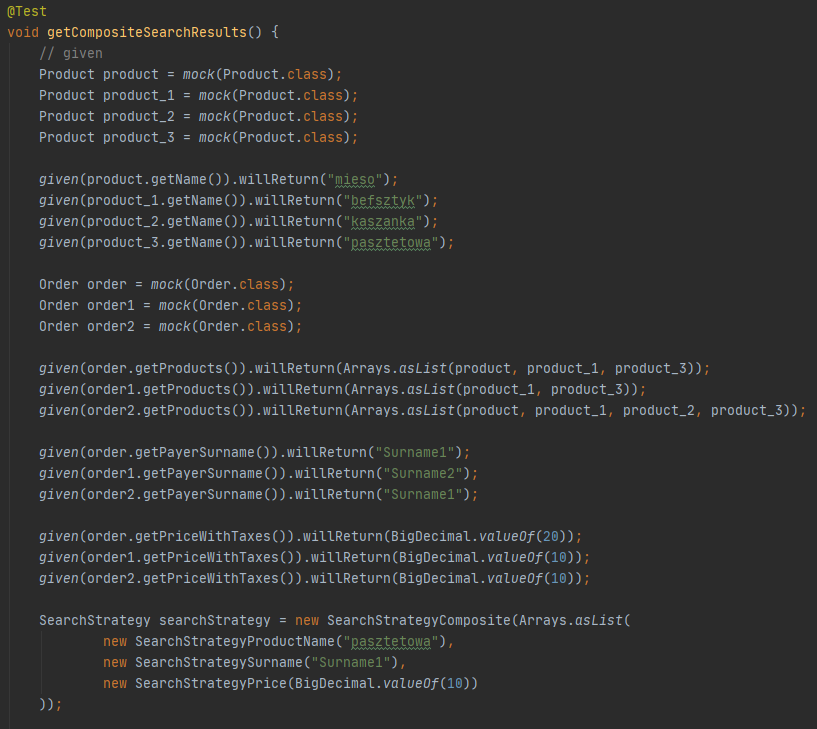 @Test
void getCompositeSearchResults() {
    // given
    Product product = mock(Product.class);
    Product product_1 = mock(Product.class);
    Product product_2 = mock(Product.class);
    Product product_3 = mock(Product.class);

    given(product.getName()).willReturn("mieso");
    given(product_1.getName()).willReturn("befsztyk");
    given(product_2.getName()).willReturn("kaszanka");
    given(product_3.getName()).willReturn("pasztetowa");

    Order order = mock(Order.class);
    Order order1 = mock(Order.class);
    Order order2 = mock(Order.class);

    given(order.getProducts()).willReturn(Arrays.asList(product, product_1, product_3));
    given(order1.getProducts()).willReturn(Arrays.asList(product_1, product_3));
    given(order2.getProducts()).willReturn(Arrays.asList(product, product_1, product_2, product_3));

    given(order.getPayerSurname()).willReturn("Surname1");
    given(order1.getPayerSurname()).willReturn("Surname2");
    given(order2.getPayerSurname()).willReturn("Surname1");

    given(order.getPriceWithTaxes()).willReturn(BigDecimal.valueOf(20));
    given(order1.getPriceWithTaxes()).willReturn(BigDecimal.valueOf(10));
    given(order2.getPriceWithTaxes()).willReturn(BigDecimal.valueOf(10));

    SearchStrategy searchStrategy = new SearchStrategyComposite(Arrays.asList(
            new SearchStrategyProductName("pasztetowa"),
            new SearchStrategySurname("Surname1"),
            new SearchStrategyPrice(BigDecimal.valueOf(10))
    ));